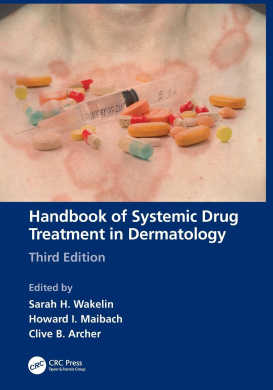 Handbook of Systemic Drug
Treatment in Dermatology
Third Edition
Edited by
Sarah H. Wakelin
Howard I. Maibach
Clive B. Archer
CRC
CRC Press
Taylor & Francis Group